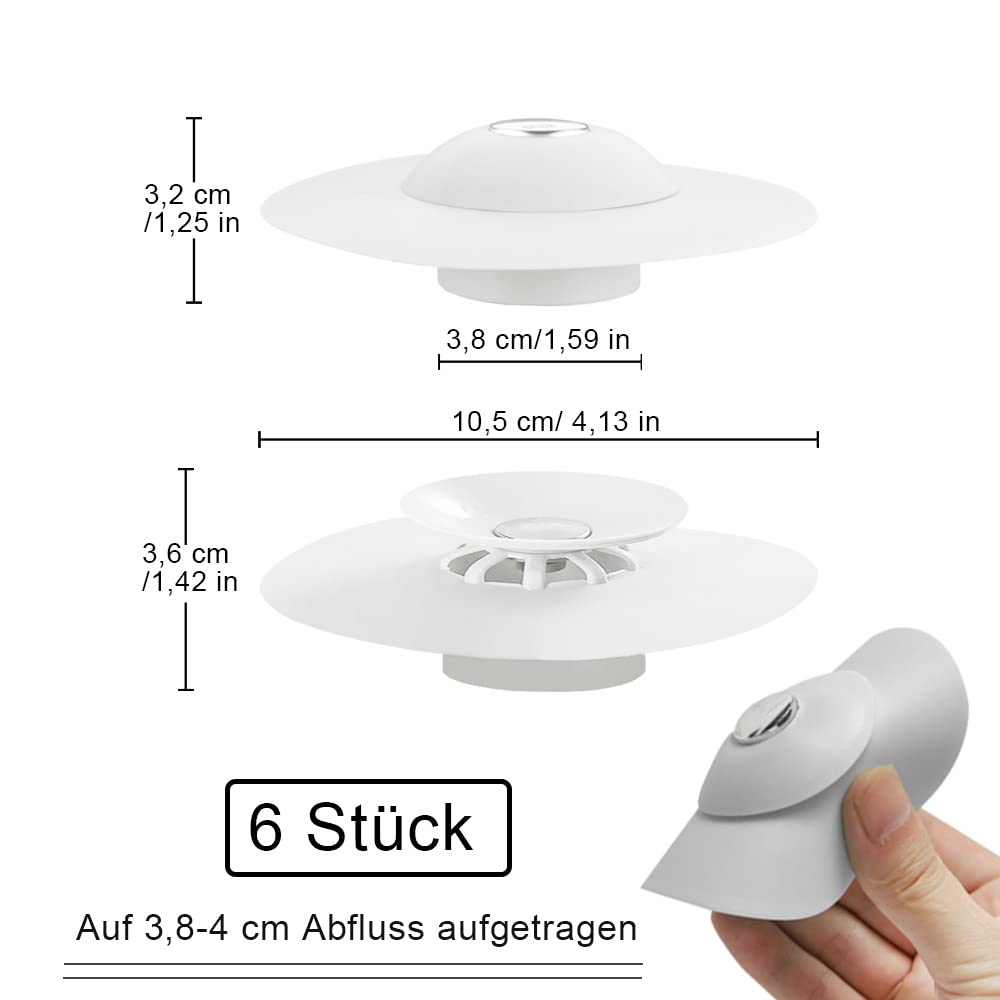 3,2 cm
/1,25 in
3,8 cm/1,59 in
10,5 cm/ 4,13 in
3,6 cm
/1,42 in
6 Stück
Auf 3,8-4 cm Abfluss aufgetragen